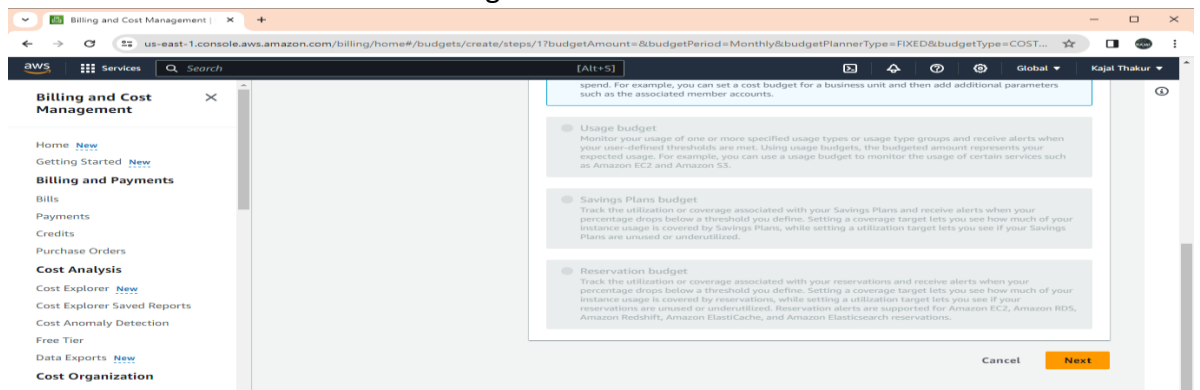 Billing and Cost Management |
us-east-1.console.aws.amazon.com/billing/home#/budgets/create/steps/1?budgetAmount=&budgetPeriod=Monthly&budgetPlannerType=FIXED&budgetType=COST...
aws Services Search [Alt+S] Global Kajal Thakur
Billing and Cost
Management
Home New
Getting Started New
Billing and Payments
Bills
Payments
Credits
Purchase Orders
Cost Analysis
Cost Explorer New
Cost Explorer Saved Reports
Cost Anomaly Detection
Free Tier
Data Exports New
Cost Organization
spend. For example, you can set a cost budget for a business unit and then add additional parameters
such as the associated member accounts.
Usage budget
Monitor your usage of one or more specified usage types or usage type groups and receive alerts when
your user-defined thresholds are met. Using usage budgets, the budgeted amount represents your
expected usage. For example, you can use a usage budget to monitor the usage of certain services such
as Amazon EC2 and Amazon S3.
Savings Plans budget
Track the utilization or coverage associated with your Savings Plans and receive alerts when your
percentage drops below a threshold you define. Setting a coverage target lets you see how much of your
instance usage is covered by Savings Plans, while setting a utilization target lets you see if your Savings
Plans are unused or underutilized.
Reservation budget
Track the utilization or coverage associated with your reservations and receive alerts when your
percentage drops below a threshold you define. Setting a coverage target lets you see how much of your
instance usage is covered by reservations, while setting a utilization target lets you see if your
reservations are unused or underutilized. Reservation alerts are supported for Amazon EC2, Amazon RDS,
Amazon Redshift, Amazon ElastiCache, and Amazon Elasticsearch reservations.
Cancel Next